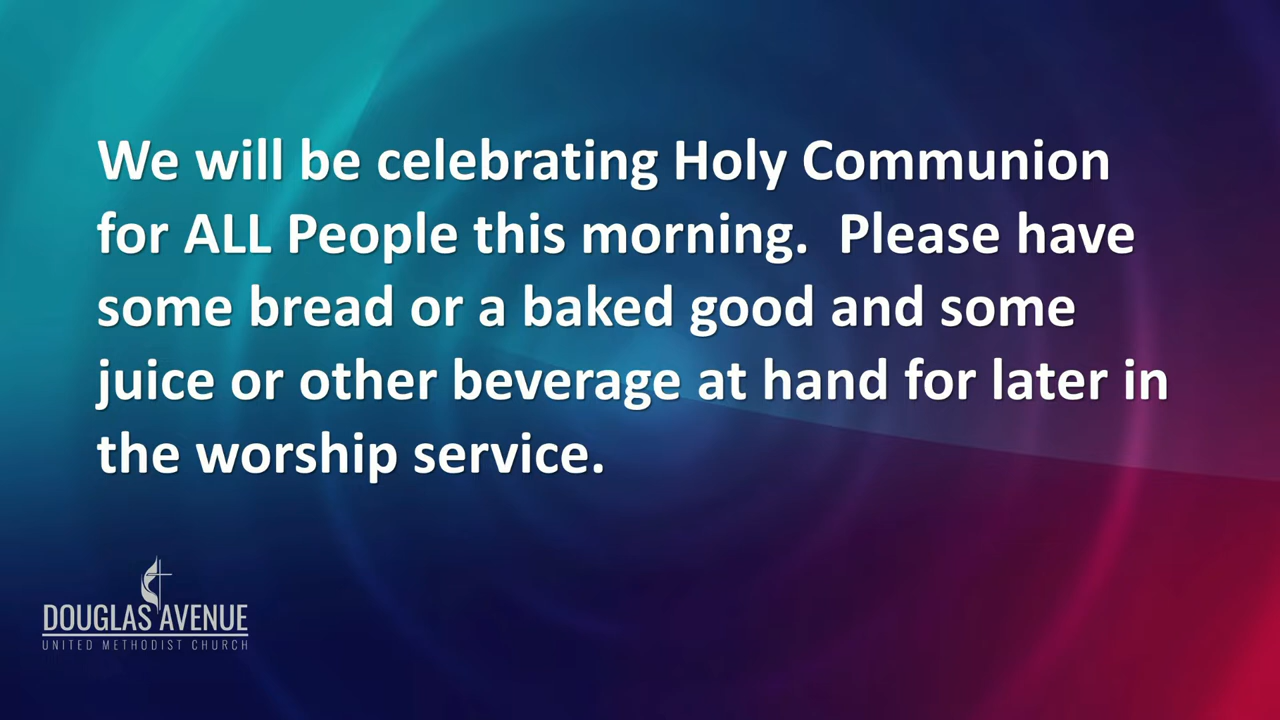 We will be celebrating Holy Communion
for ALL People this morning.  Please have
some bread or a baked good and some
juice or other beverage at hand for later in
the worship service.
DOUGLAS AVENUE
UNITED METHODIST CHURCH